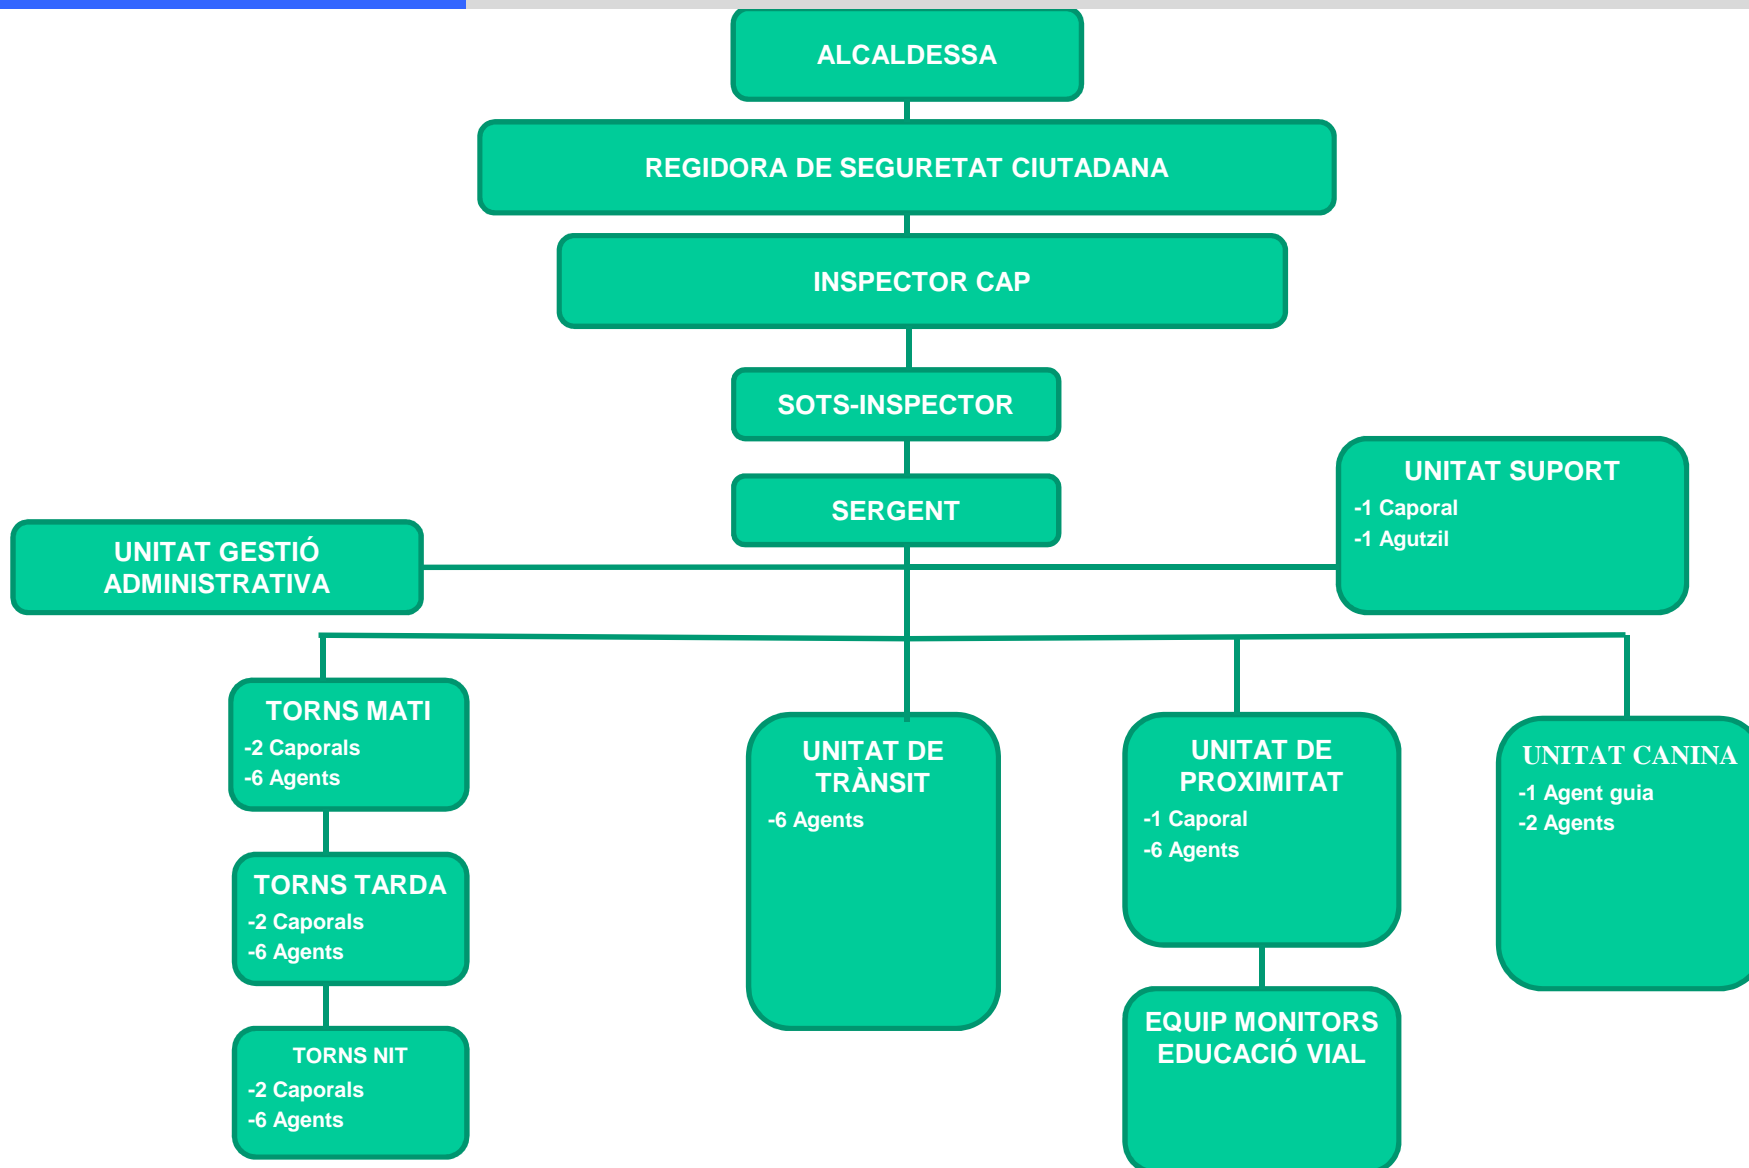 ALCALDESSA
REGIDORA DE SEGURETAT CIUTADANA
INSPECTOR CAP
SOTS-INSPECTOR
SERGENT
UNITAT SUPORT
-1 Caporal
-1 Agutzil
UNITAT GESTIÓ
ADMINISTRATIVA
TORNS MATI
-2 Caporals
-6 Agents
TORNS TARDA
-2 Caporals
-6 Agents
TORNS NIT
-2 Caporals
-6 Agents
UNITAT DE
TRÀNSIT
-6 Agents
UNITAT DE
PROXIMITAT
-1 Caporal
-6 Agents
EQUIP MONITORS
EDUCACIÓ VIAL
UNITAT CANINA
-1 Agent guia
-2 Agents